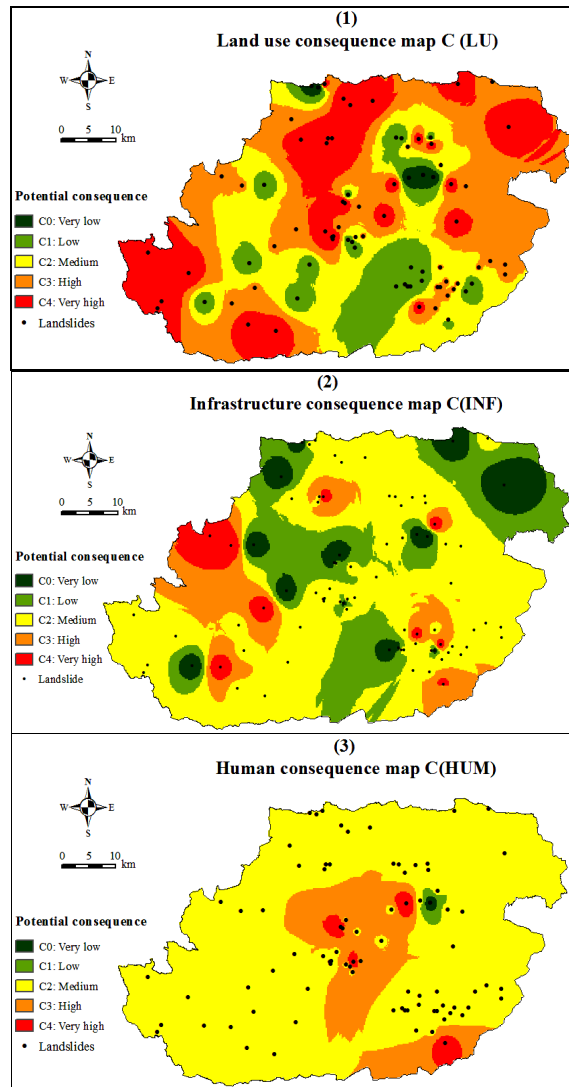 (1)
Land use consequence map C (LU)
N
W E
S
0 5 10
km
Potential consequence
C0: Very low
C1: Low
C2: Medium
C3: High
C4: Very high
Landslides
(2)
Infrastructure consequence map C(INF)
N
W E
S
0 5 10
km
Potential consequence
C0: Very low
C1: Low
C2: Medium
C3: High
C4: Very high
Landslide
(3)
Human consequence map C(HUM)
N
W E
S
0 5 10
km
Potential consequence
C0: Very low
C1: Low
C2: Medium
C3: High
C4: Very high
Landslides